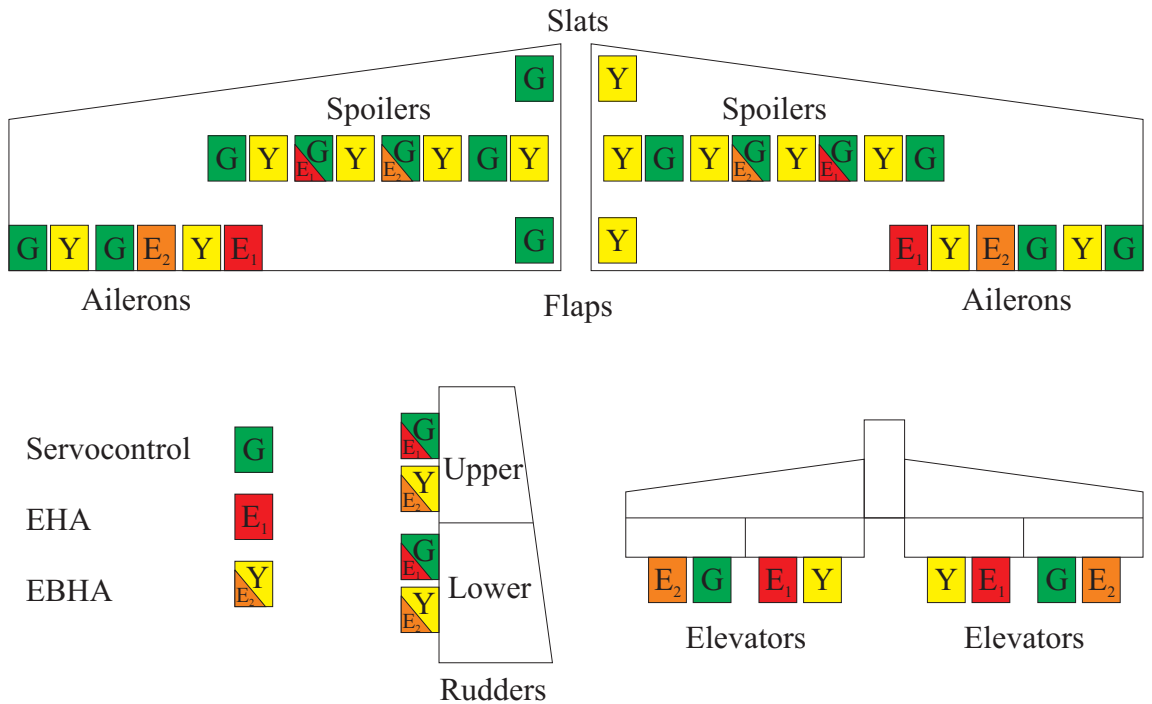 Slats
G Y
Spoilers Spoilers
G Y G E₁ Y G E₂ Y G Y Y G Y G E₂ Y G E₁ Y G
G Y
G Y G E₂ Y E₁ E₁ Y E₂ G Y G
Ailerons Flaps Ailerons
Servocontrol G
EHA E₁
EBHA Y E₂
G E₁
Y E₂
Upper
G E₁
Y E₂
Lower
Rudders
E₂ G E₁ Y Y E₁ G E₂
Elevators Elevators